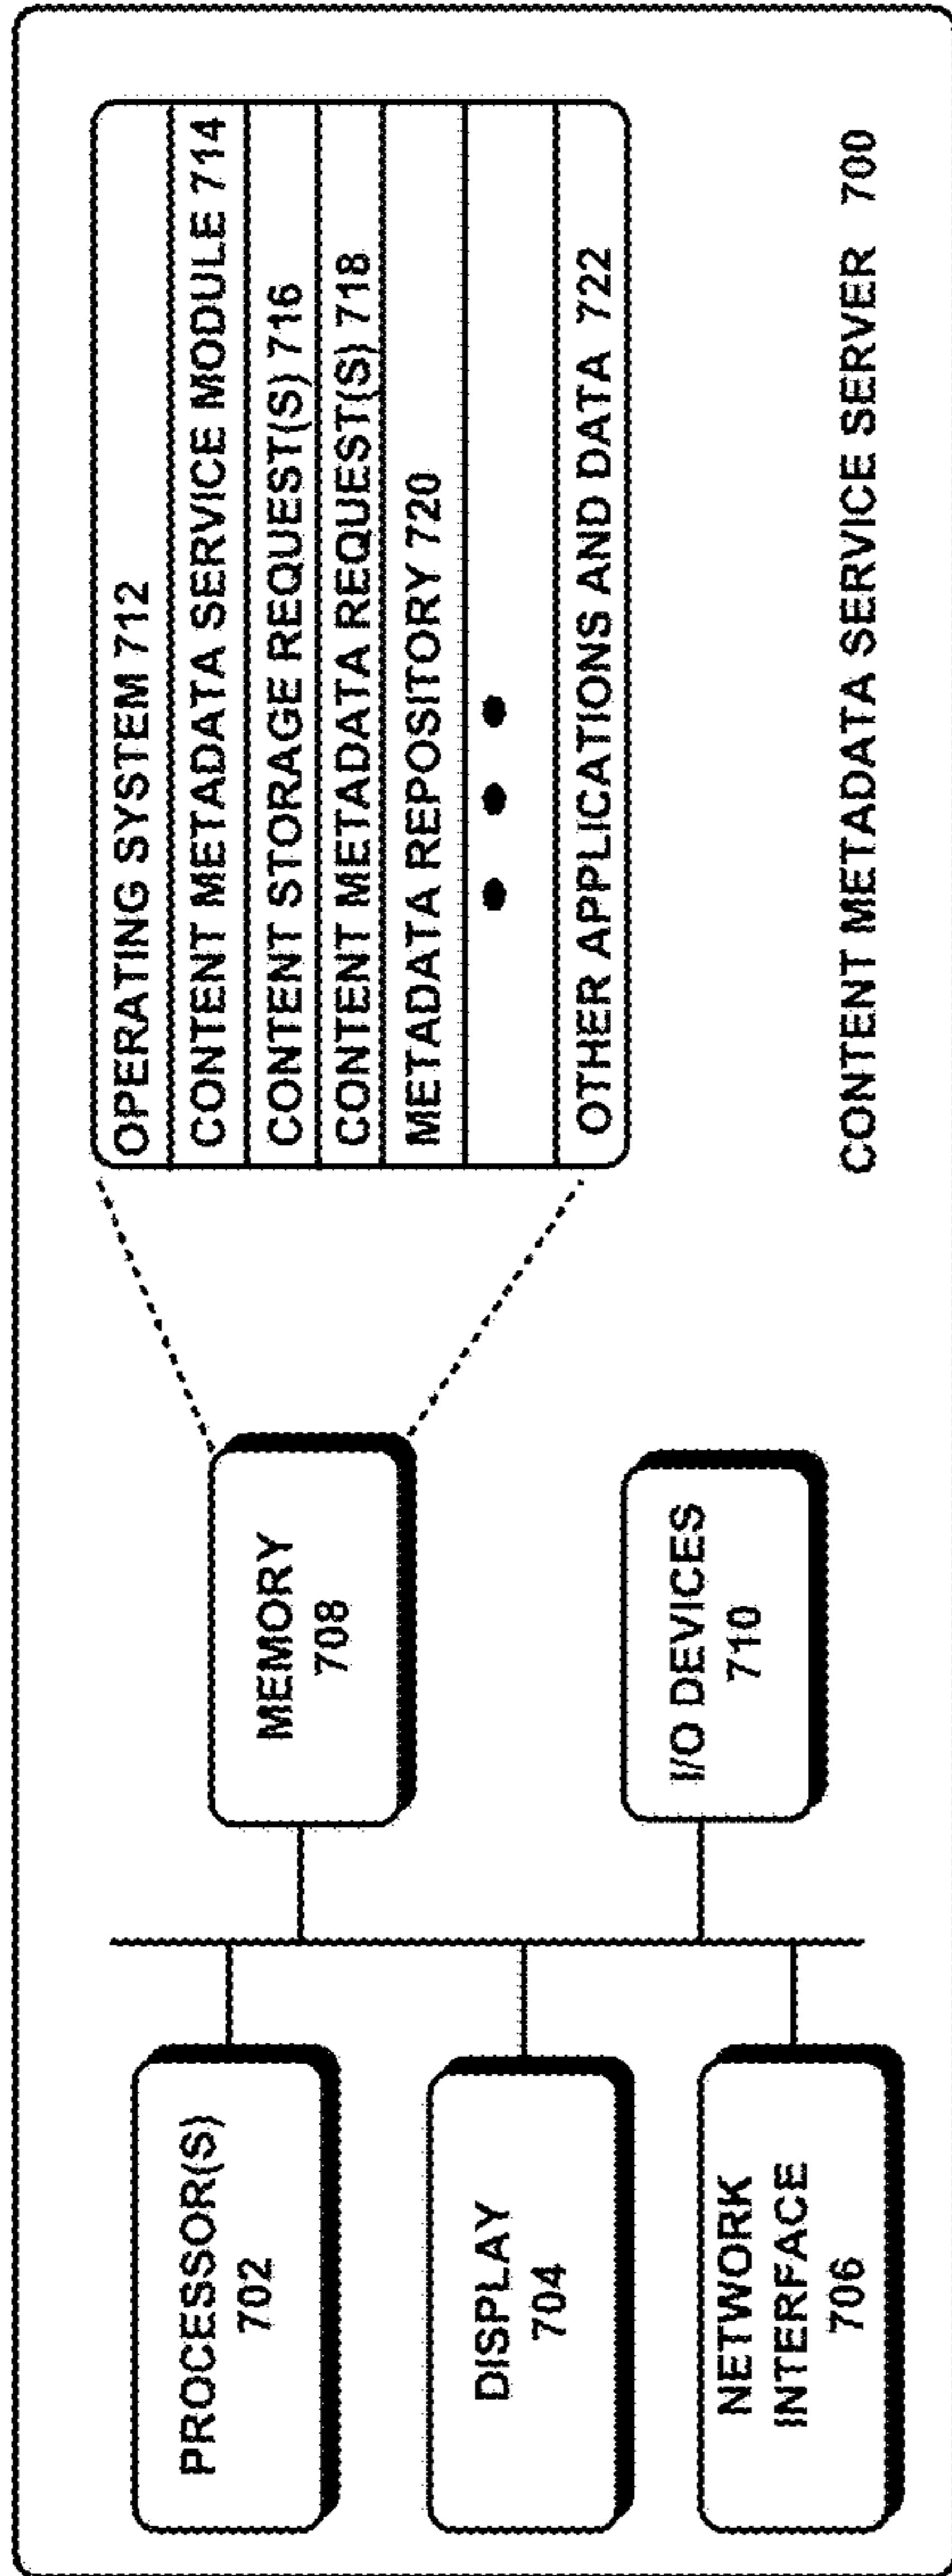 PROCESSOR(S)
702
DISPLAY
704
NETWORK
INTERFACE
706
MEMORY
708
I/O DEVICES
710
OPERATING SYSTEM 712
CONTENT METADATA SERVICE MODULE 714
CONTENT STORAGE REQUEST(S) 716
CONTENT METADATA REQUEST(S) 718
METADATA REPOSITORY 720
OTHER APPLICATIONS AND DATA 722
CONTENT METADATA SERVICE SERVER 700